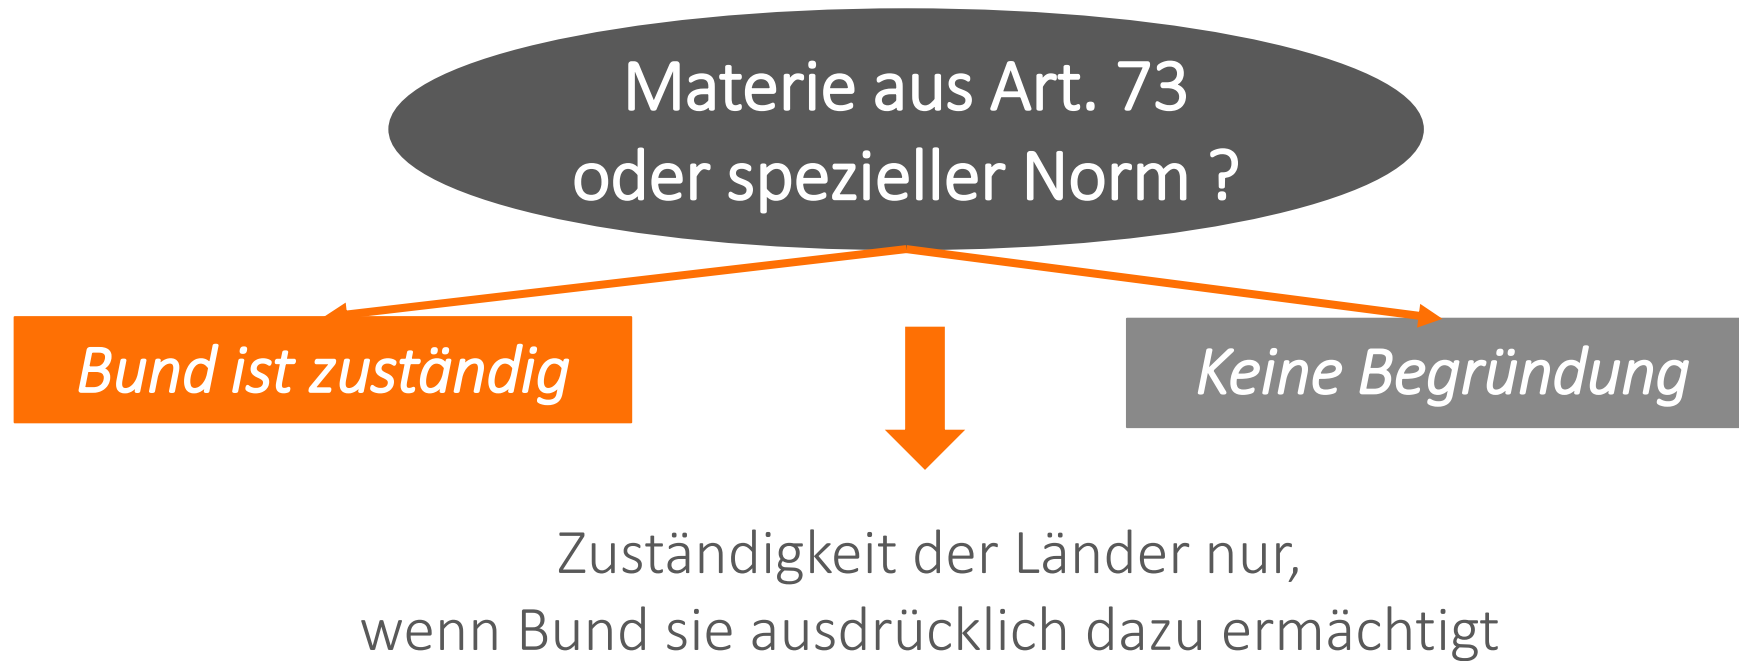 Materie aus Art. 73
oder spezieller Norm ?
Bund ist zuständig
Keine Begründung
Zuständigkeit der Länder nur,
wenn Bund sie ausdrücklich dazu ermächtigt